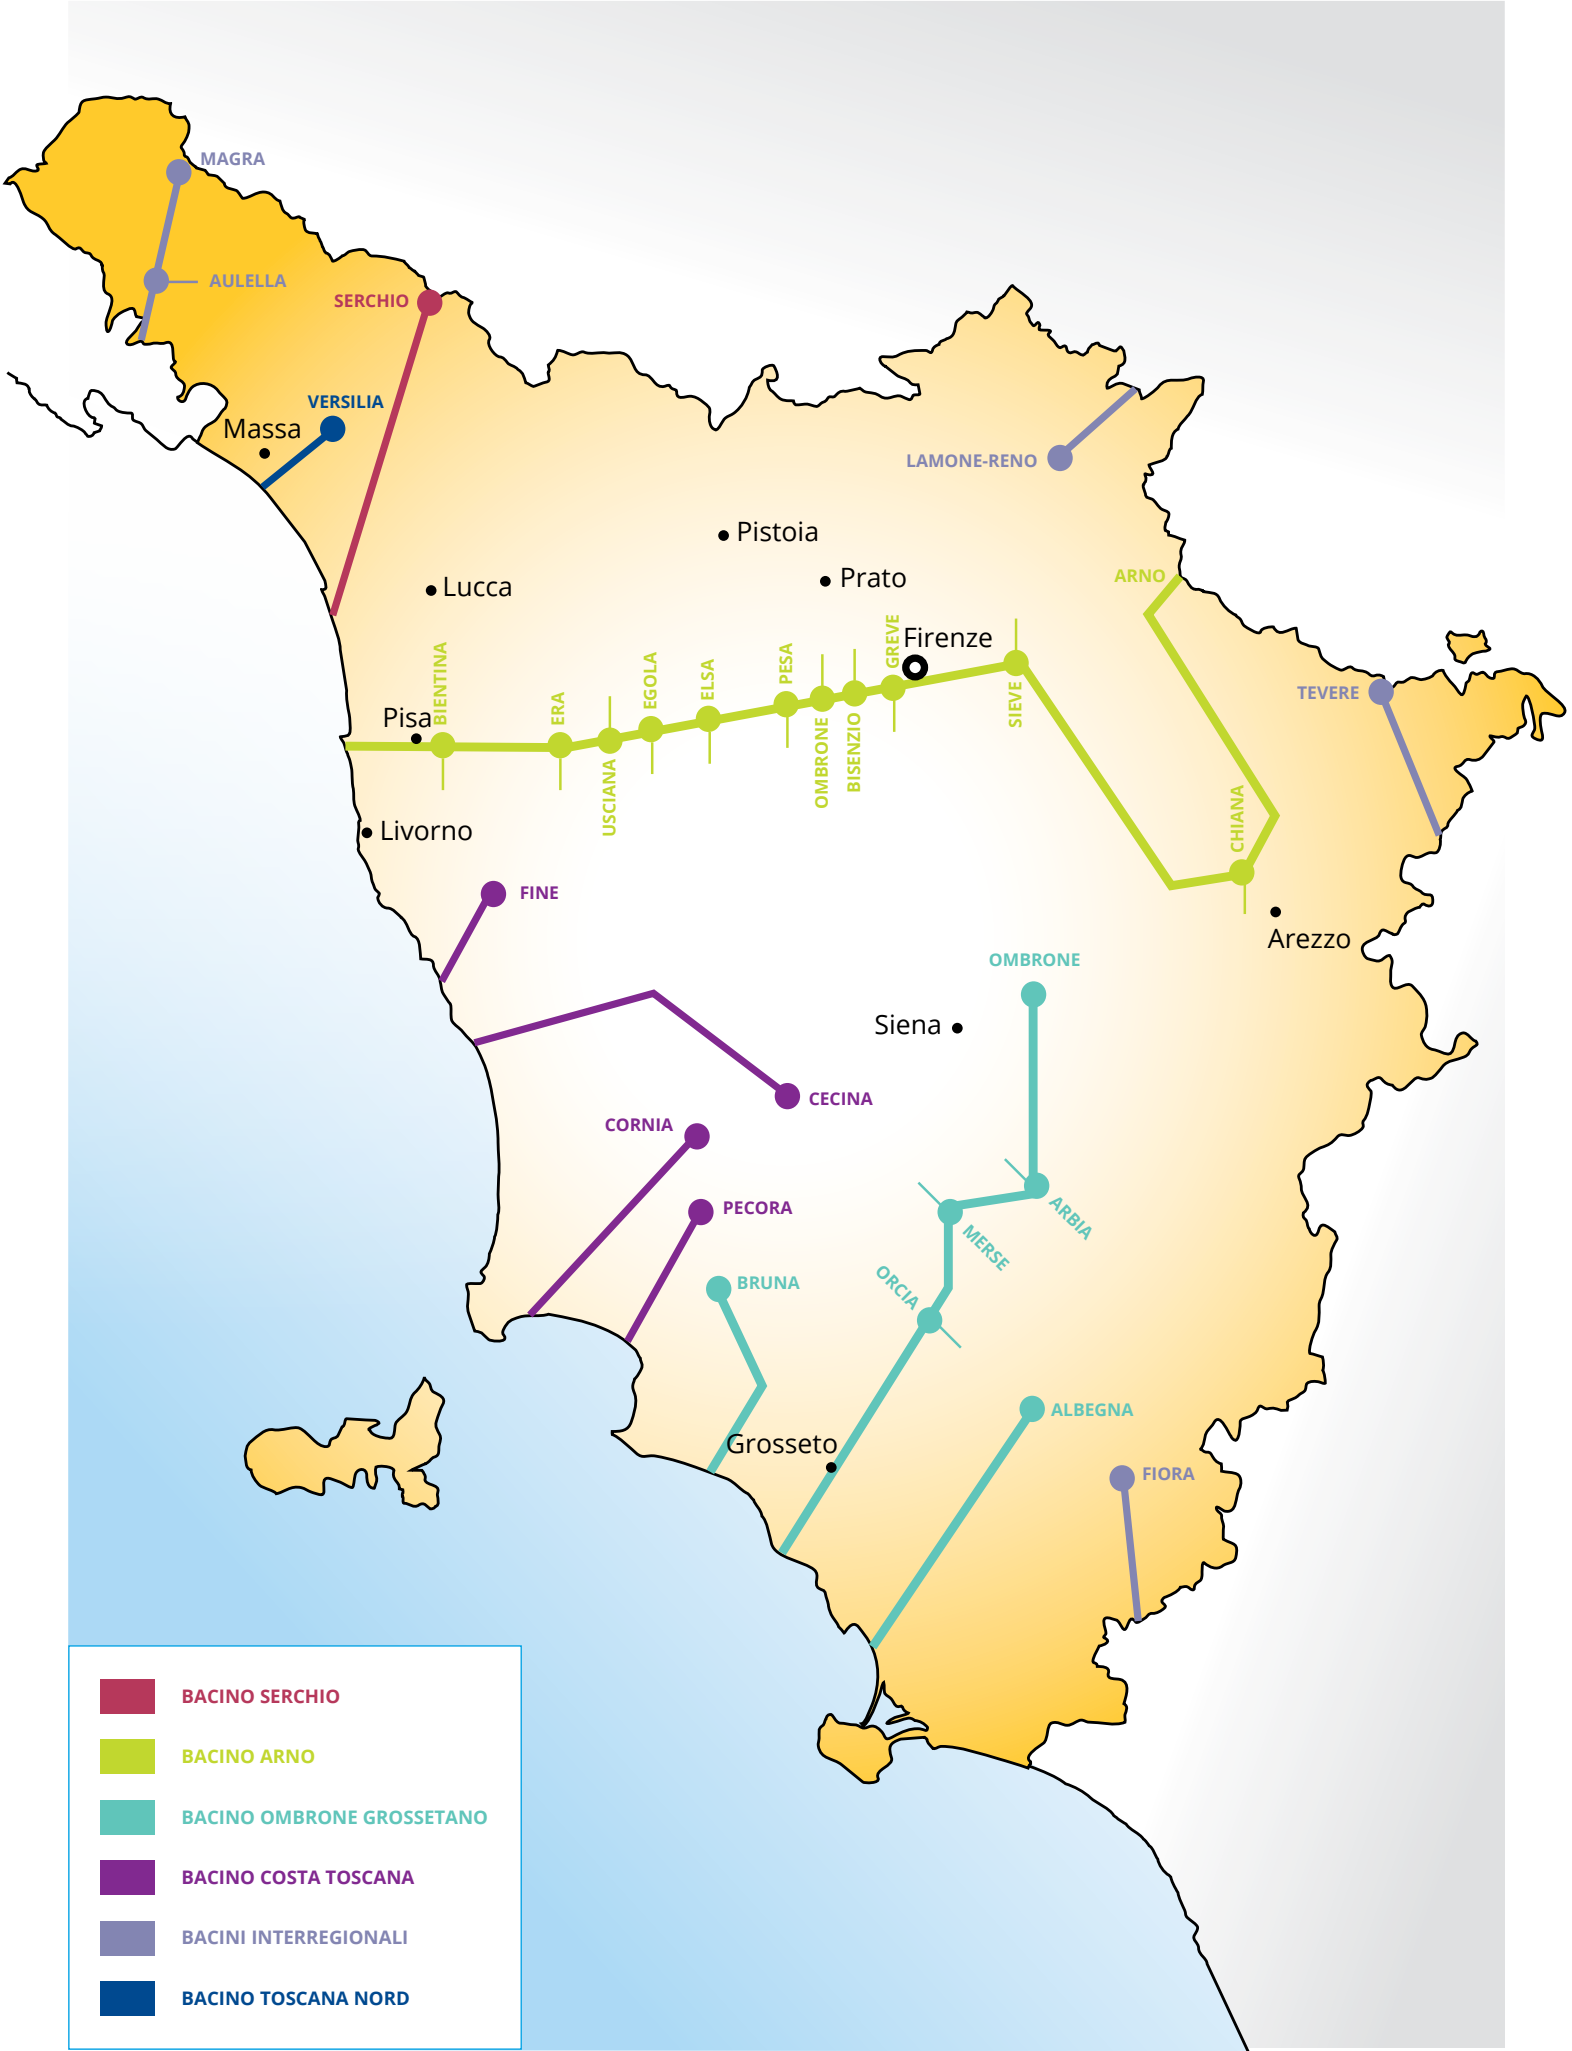 MAGRA
AULELLA
SERCHIO
VERSILIA
Massa
LAMONE-RENO
Pistoia
Prato
Lucca
ARNO
Firenze
GREVE
BIENTINA
ERA
USCIANA
EGOLA
ELSA
PESA
OMBRONE
BISENZIO
SIEVE
TEVERE
Pisa
CHIANA
Livorno
FINE
Arezzo
OMBRONE
Siena
CECINA
CORNIA
PECORA
ARBIA
MERSE
ORCIA
BRUNA
ALBEGNA
Grosseto
FIORA
BACINO SERCHIO
BACINO ARNO
BACINO OMBRONE GROSSETANO
BACINO COSTA TOSCANA
BACINI INTERREGIONALI
BACINO TOSCANA NORD